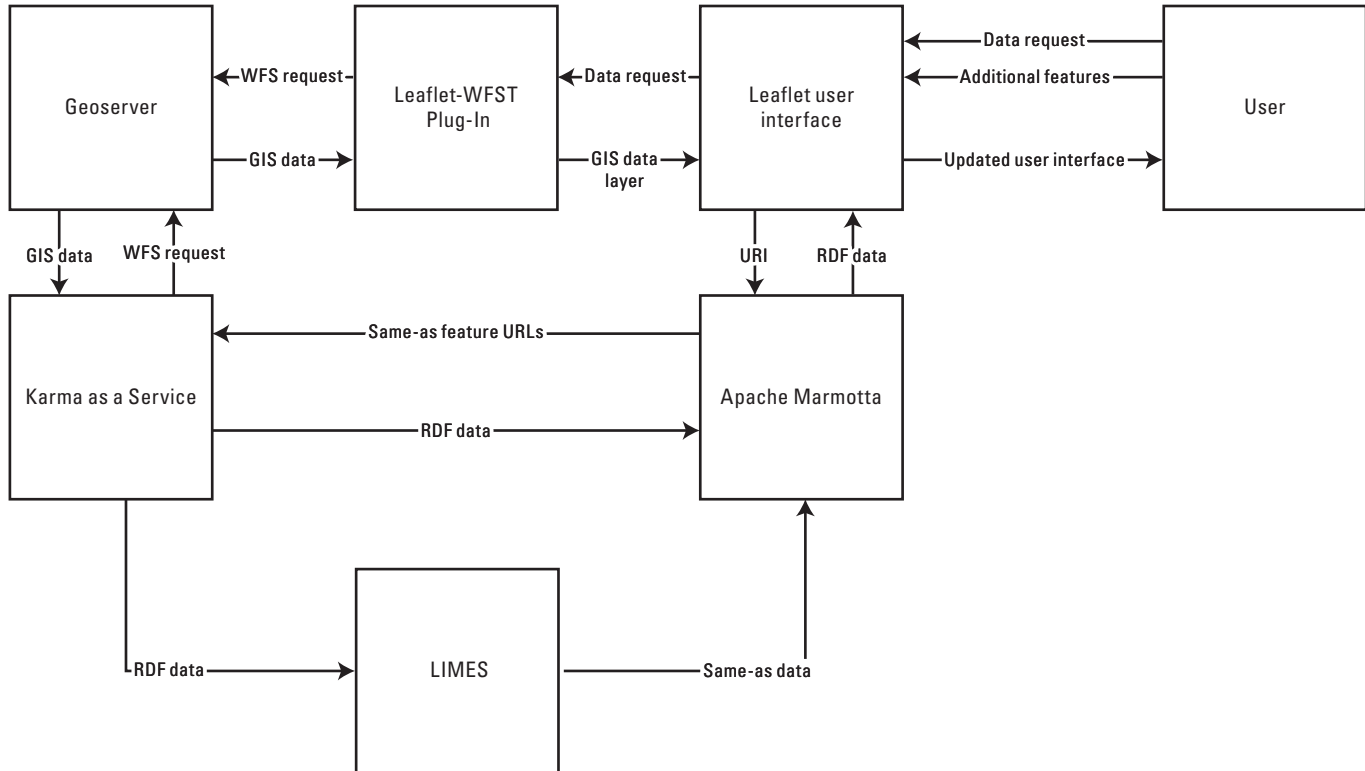 Data request
Additional features
WFS request
Data request
Geoserver
Leaflet-WFST
Plug-In
Leaflet user
interface
User
GIS data
GIS data
layer
Updated user interface
GIS data
WFS request
URI
RDF data
Same-as feature URLs
Karma as a Service
Apache Marmotta
RDF data
RDF data
LIMES
Same-as data